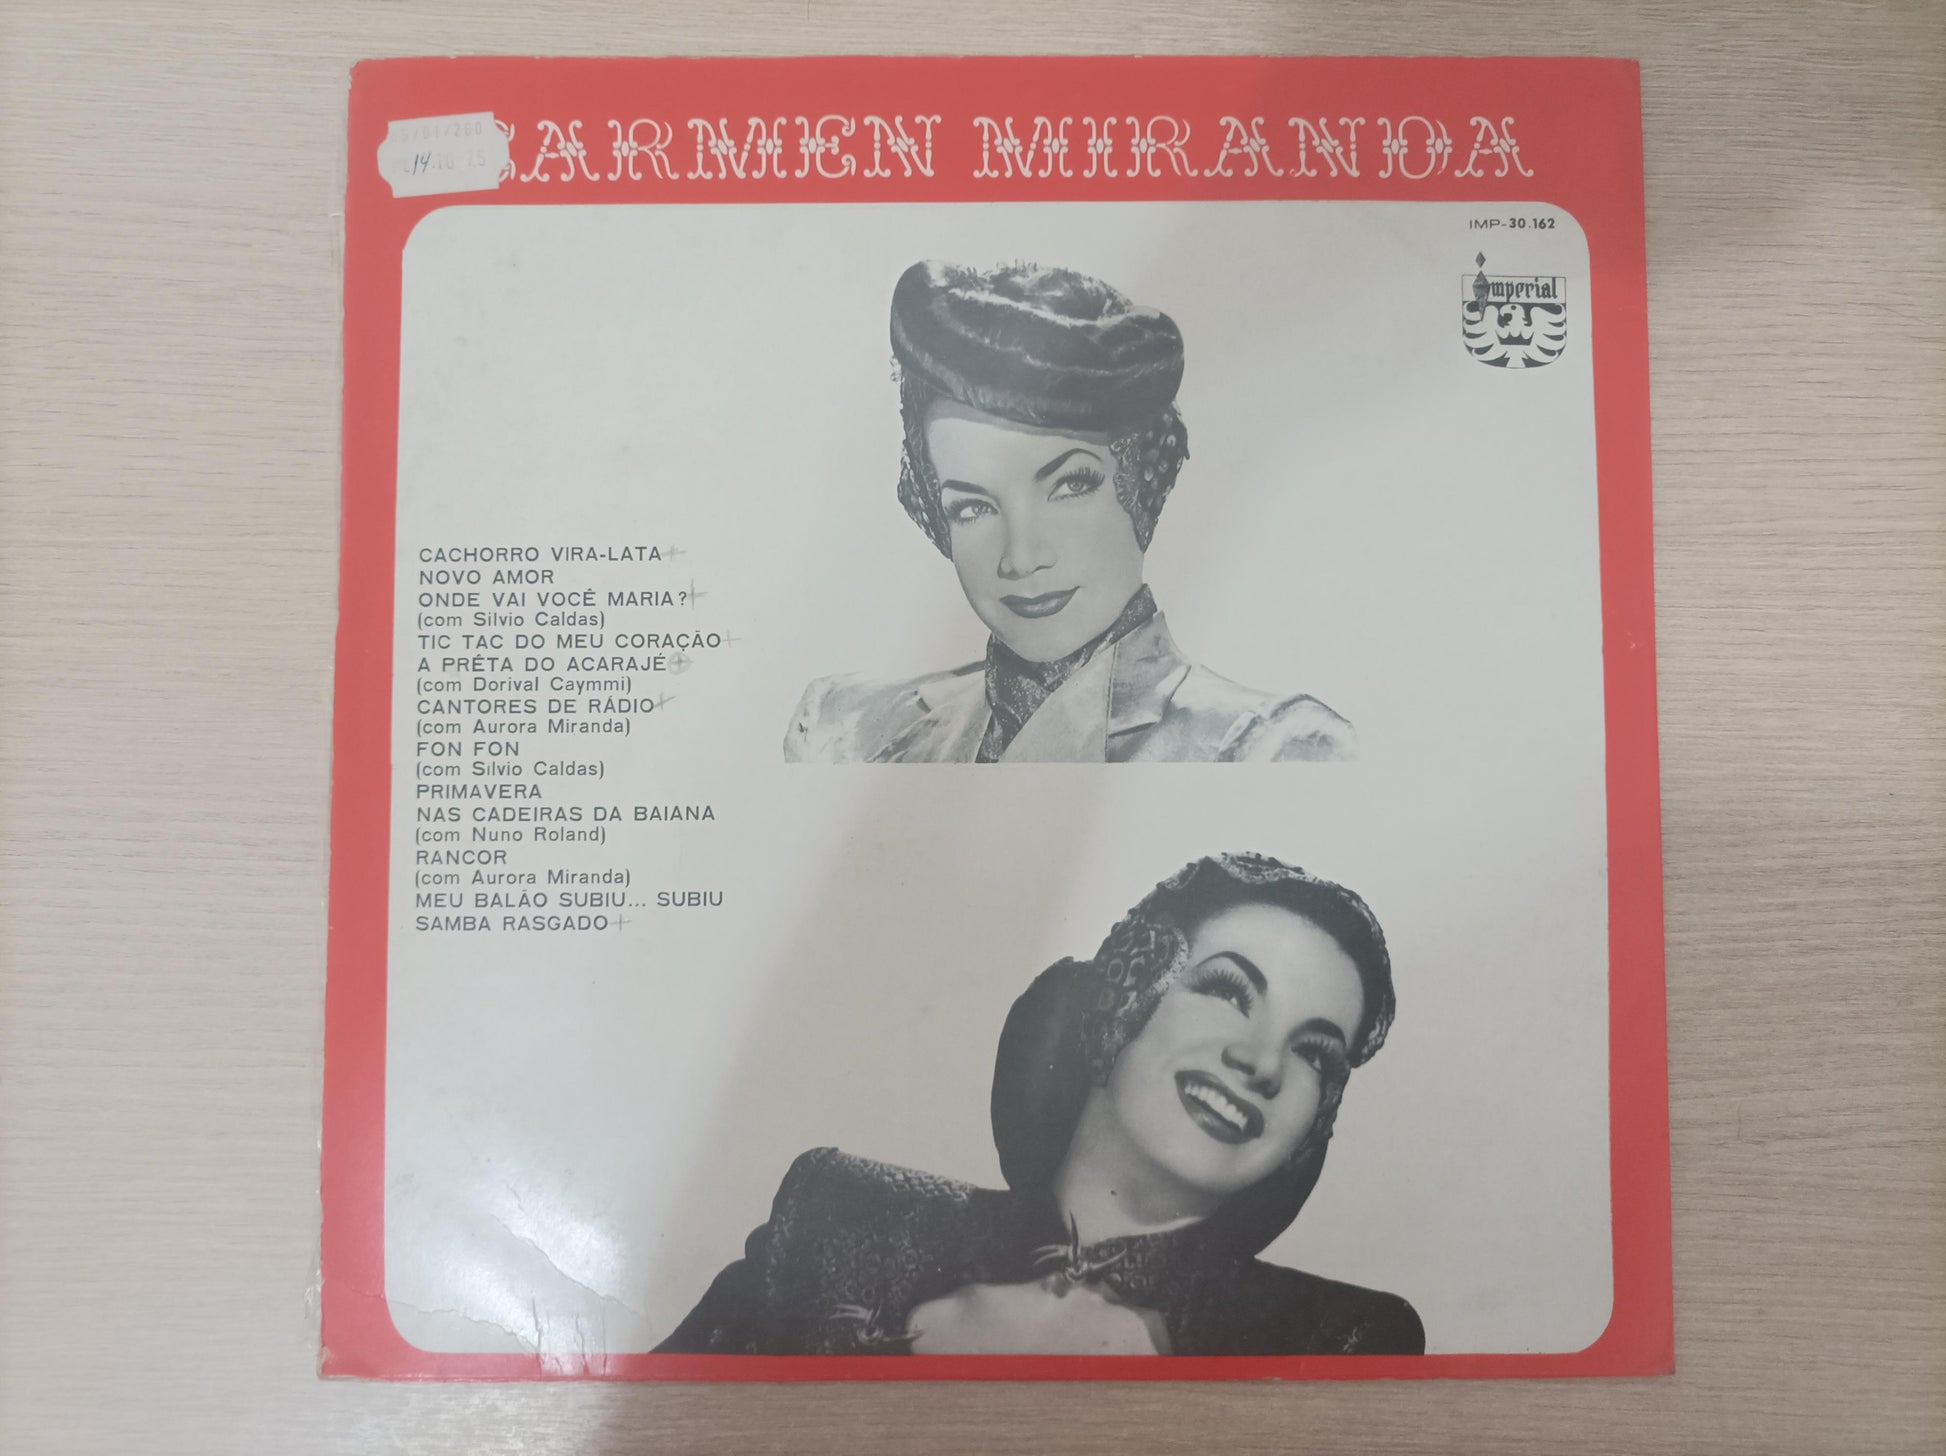 CARMEN MIRANDA
IMP-30.162
imperial
CACHORRO VIRA-LATA
NOVO AMOR
ONDE VAI VOCÊ MARIA?
(com Silvio Caldas)
TIC TAC DO MEU CORAÇÃO
A PRÊTA DO ACARAJÉ
(com Dorival Caymmi)
CANTORES DE RÁDIO
(com Aurora Miranda)
FON FON
(com Silvio Caldas)
PRIMAVERA
NAS CADEIRAS DA BAIANA
(com Nuno Roland)
RANCOR
(com Aurora Miranda)
MEU BALÃO SUBIU... SUBIU
SAMBA RASGADO